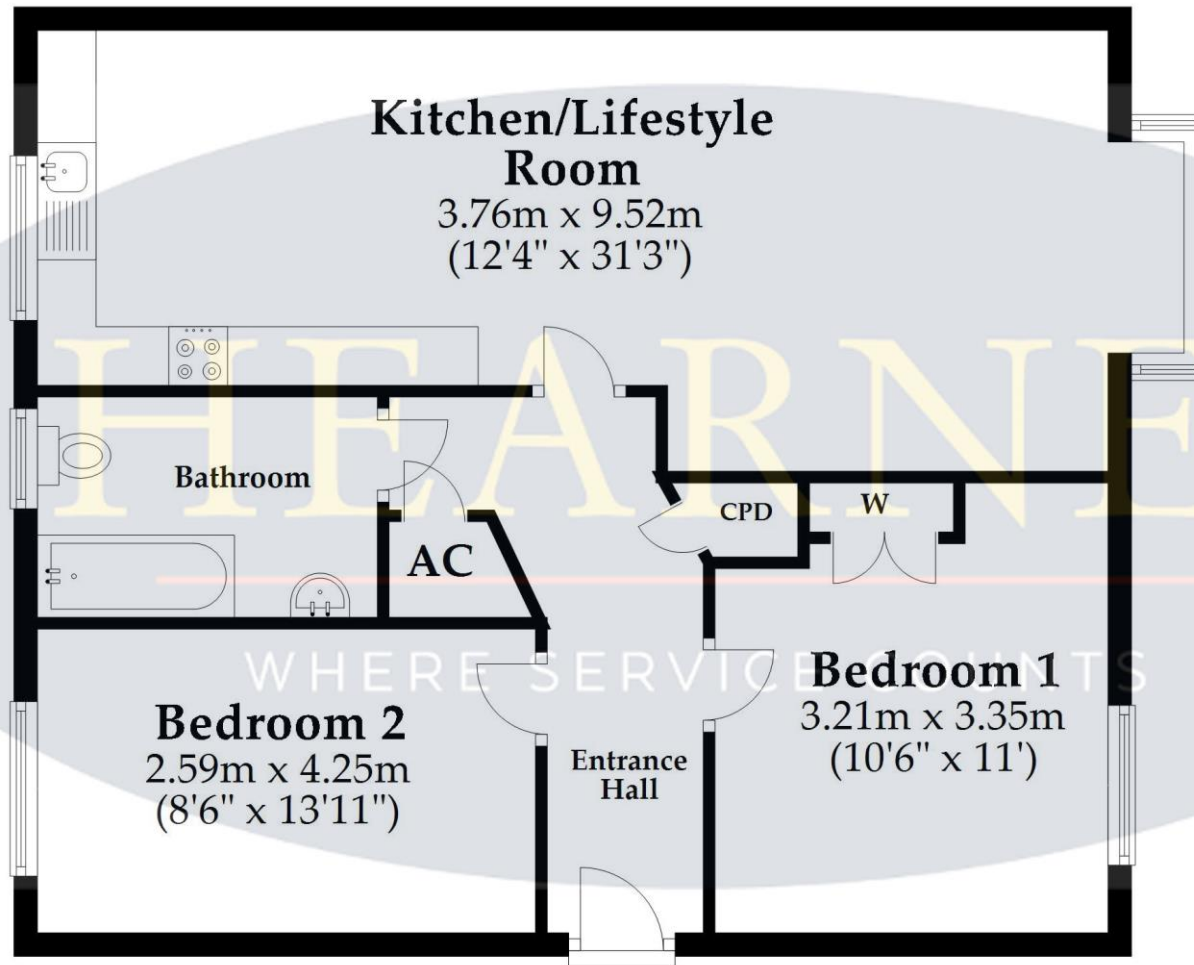 Kitchen/Lifestyle
Room
3.76m x 9.52m
(12'4" x 31'3")
HEARNE
Bathroom
CPD
W
AC
WHERE SERVICE COUNTS
Bedroom 1
3.21m x 3.35m
(10'6" x 11')
Bedroom 2
2.59m x 4.25m
(8'6" x 13'11")
Entrance
Hall